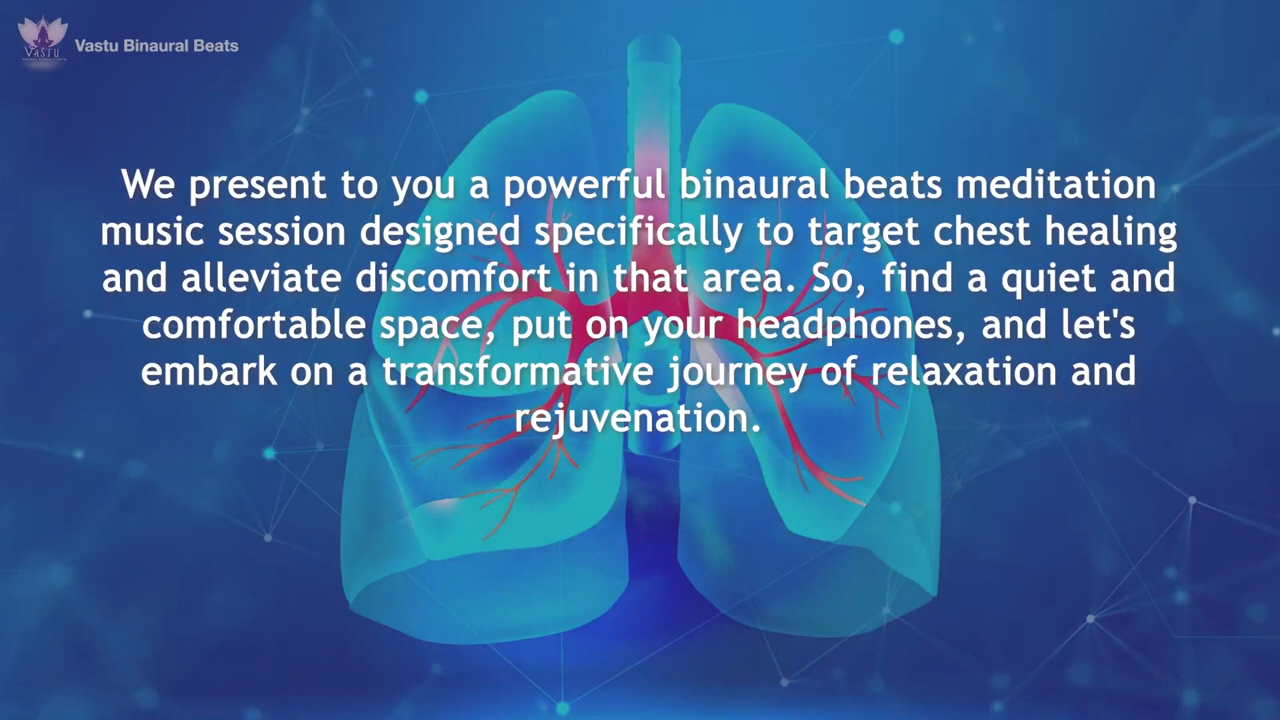 VASTU
Vastu Binaural Beats
We present to you a powerful binaural beats meditation
music session designed specifically to target chest healing
and alleviate discomfort in that area. So, find a quiet and
comfortable space, put on your headphones, and let's
embark on a transformative journey of relaxation and
rejuvenation.